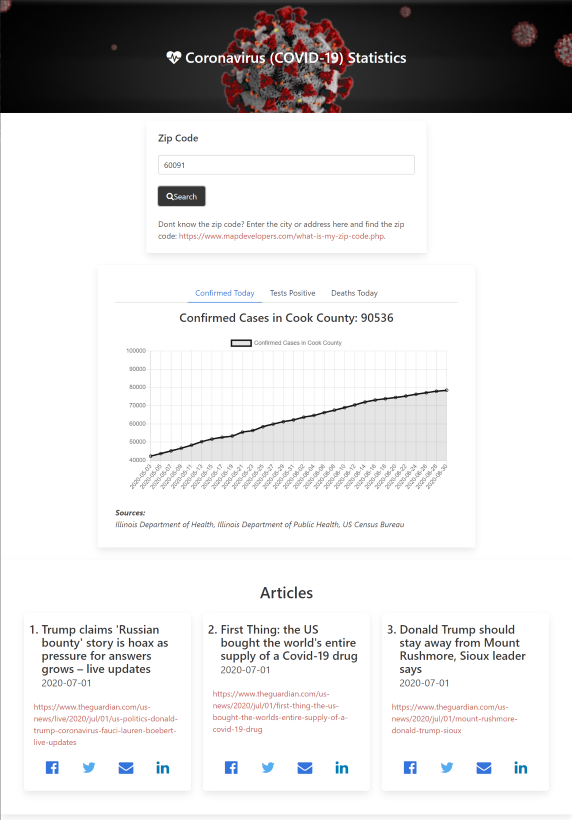 Coronavirus (COVID-19) Statistics
Zip Code
60091
Search
Dont know the zip code? Enter the city or address here and find the zip
code: https://www.mapdevelopers.com/what-is-my-zip-code.php.
Confirmed Today Tests Positive Deaths Today
Confirmed Cases in Cook County: 90536
Confirmed Cases in Cook County
100000
90000
80000
70000
60000
50000
40000
2020-05-03 2020-05-05 2020-05-07 2020-05-09 2020-05-11 2020-05-13 2020-05-15 2020-05-17 2020-05-19 2020-05-21 2020-05-23 2020-05-25 2020-05-27 2020-05-29 2020-05-31 2020-06-02 2020-06-04 2020-06-06 2020-06-08 2020-06-10 2020-06-12 2020-06-14 2020-06-16 2020-06-18 2020-06-20 2020-06-22 2020-06-24 2020-06-26 2020-06-28 2020-06-30
Sources:
Illinois Department of Health, Illinois Department of Public Health, US Census Bureau
Articles
1. Trump claims 'Russian
bounty' story is hoax as
pressure for answers
grows – live updates
2020-07-01
https://www.theguardian.com/us-
news/live/2020/jul/01/us-politics-donald-
trump-coronavirus-fauci-lauren-boebert-
live-updates
2. First Thing: the US
bought the world's entire
supply of a Covid-19 drug
2020-07-01
https://www.theguardian.com/us-
news/2020/jul/01/first-thing-the-us-
bought-the-worlds-entire-supply-of-a-
covid-19-drug
3. Donald Trump should
stay away from Mount
Rushmore, Sioux leader
says
2020-07-01
https://www.theguardian.com/us-
news/2020/jul/01/mount-rushmore-
donald-trump-sioux